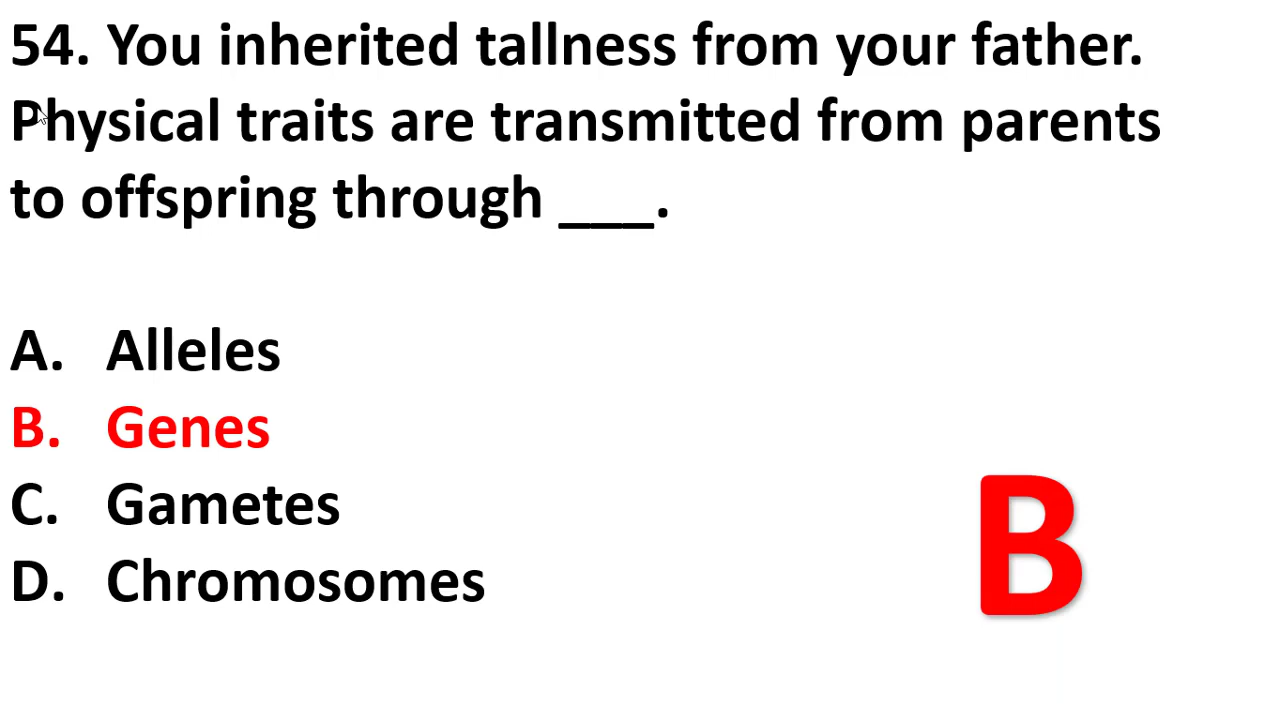 54. You inherited tallness from your father.
Physical traits are transmitted from parents
to offspring through ___.
A. Alleles
B. Genes
C. Gametes
D. Chromosomes
B